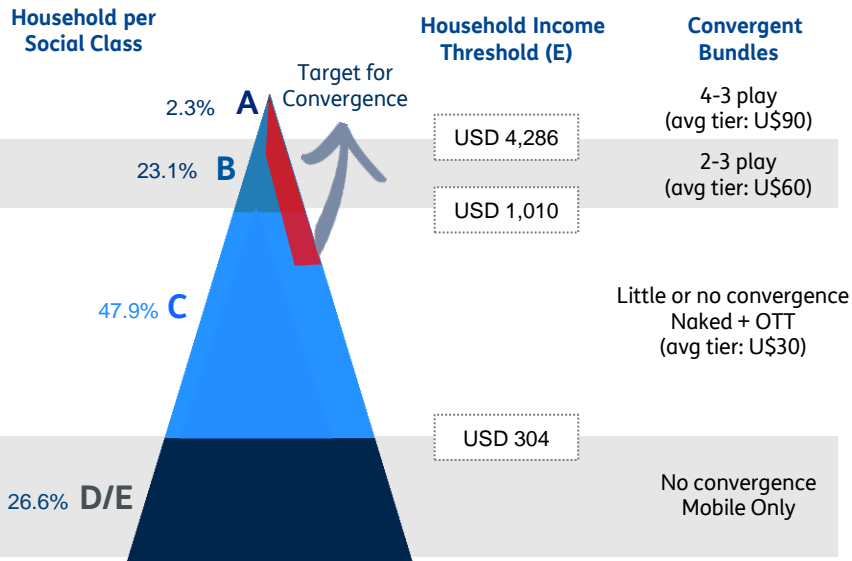 Household per
Social Class
Household Income
Threshold (E)
Convergent
Bundles
Target for
Convergence
2.3% A
4-3 play
(avg tier: U$90)
USD 4,286
23.1% B
2-3 play
(avg tier: U$60)
USD 1,010
47.9% C
Little or no convergence
Naked + OTT
(avg tier: U$30)
USD 304
26.6% D/E
No convergence
Mobile Only